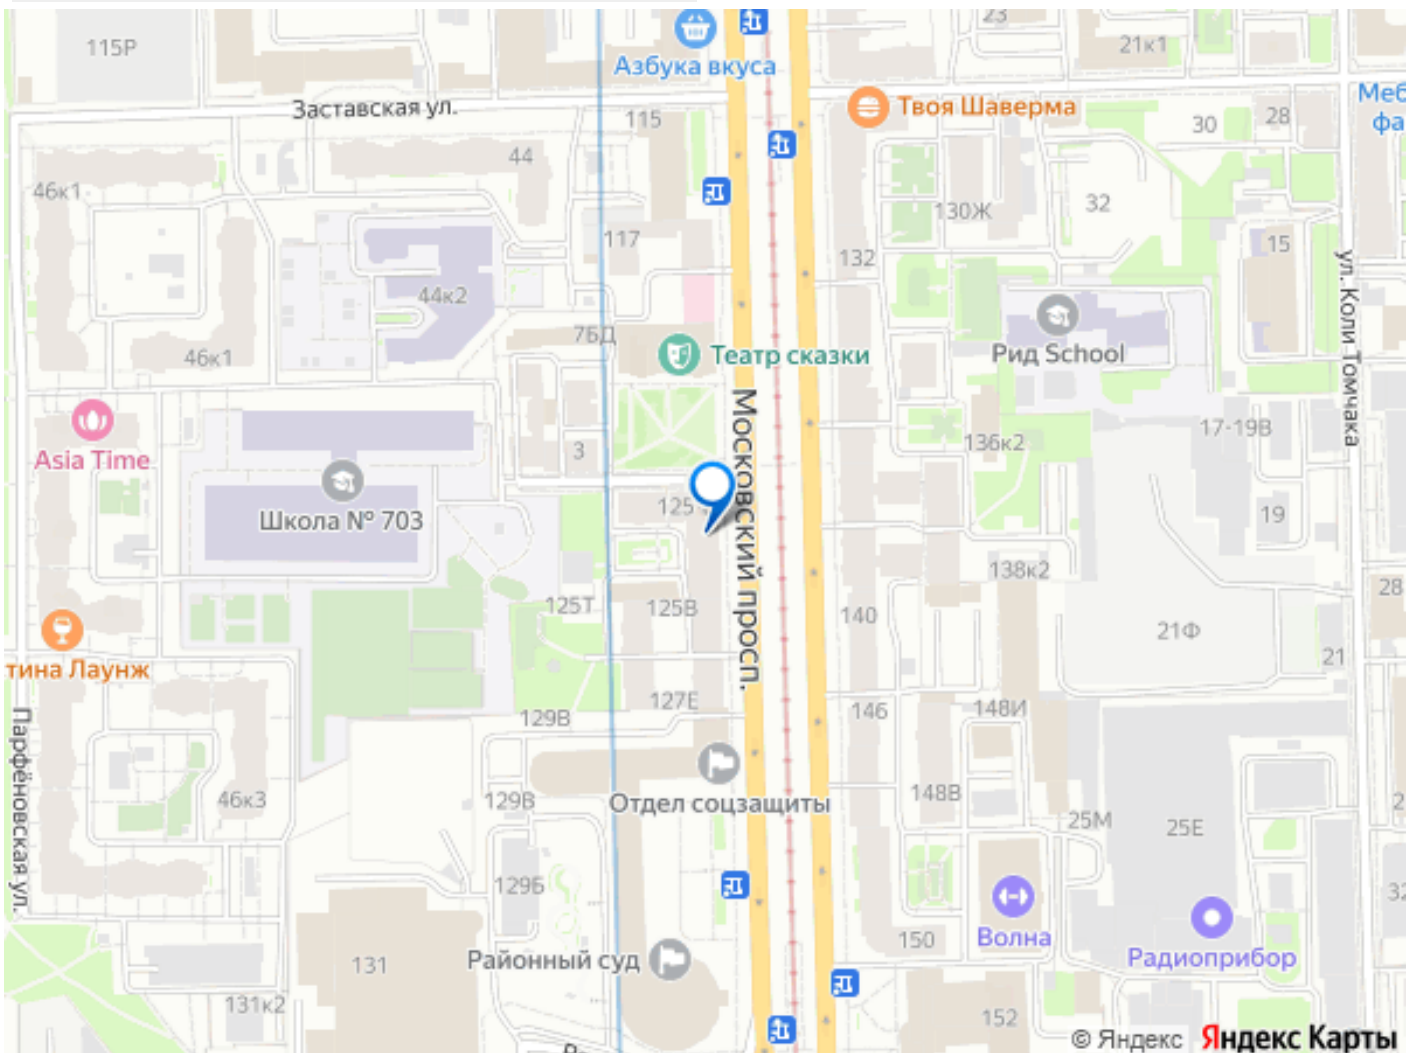 23
115Р
21к1
Азбука вкуса
Заставская ул.
115
Твоя Шаверма
30
28
Меб
фа
44
46к1
130Ж
32
117
132
15
44к2
ул. Коли Томчака
7БД
46к1
Театр сказки
Рид School
Московский просп.
Asia Time
3
136к2
17-19В
125
19
Школа № 703
138к2
28
125Т
125В
140
21Ф
21
тина Лаунж
127Е
129В
146
148И
Парфёновская ул.
46к3
129В
Отдел соцзащиты
148В
25М
25Е
129Б
150
Волна
Районный суд
131
Радиоприбор
131к2
152
© Яндекс Яндекс Карты